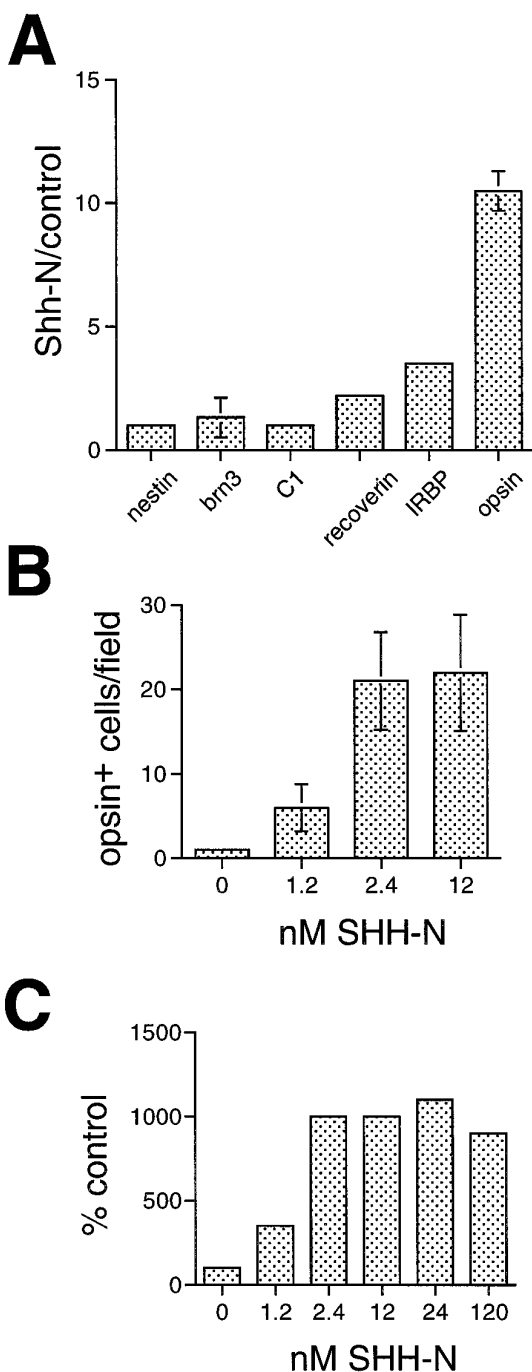 A
Shh-N/control
15
10
5
0
nestin
brn3
C1
recoverin
IRBP
opsin
B
opsin+ cells/field
30
20
10
0
0 1.2 2.4 12
nM SHH-N
C
% control
1500
1000
500
0
0 1.2 2.4 12 24 120
nM SHH-N